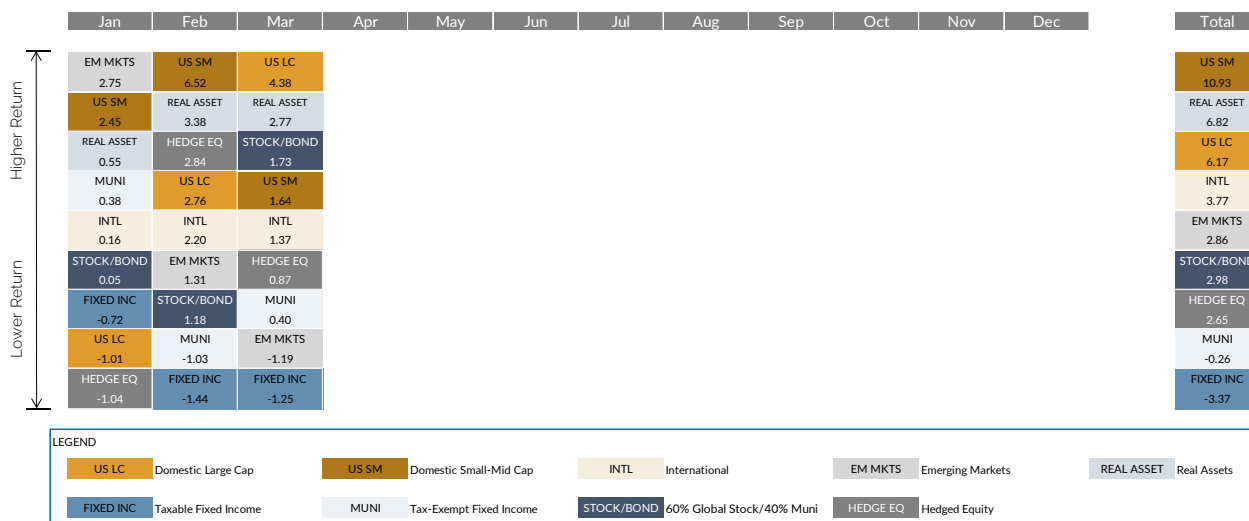 Jan Feb Mar Apr May Jun Jul Aug Sep Oct Nov Dec Total
Higher Return
Lower Return
EM MKTS US SM US LC US SM
2.75 6.52 4.38 10.93
US SM REAL ASSET REAL ASSET REAL ASSET
2.45 3.38 2.77 6.82
REAL ASSET HEDGE EQ STOCK/BOND US LC
0.55 2.84 1.73 6.17
MUNI US LC US SM INTL
0.38 2.76 1.64 3.77
INTL INTL INTL EM MKTS
0.16 2.20 1.37 2.86
STOCK/BOND EM MKTS HEDGE EQ STOCK/BOND
0.05 1.31 0.87 2.98
FIXED INC STOCK/BOND MUNI HEDGE EQ
-0.72 1.18 0.40 2.65
US LC MUNI EM MKTS MUNI
-1.01 -1.03 -1.19 -0.26
HEDGE EQ FIXED INC FIXED INC FIXED INC
-1.04 -1.44 -1.25 -3.37
LEGEND
US LC Domestic Large Cap US SM Domestic Small-Mid Cap INTL International EM MKTS Emerging Markets REAL ASSET Real Assets
FIXED INC Taxable Fixed Income MUNI Tax-Exempt Fixed Income STOCK/BOND 60% Global Stock/40% Muni HEDGE EQ Hedged Equity